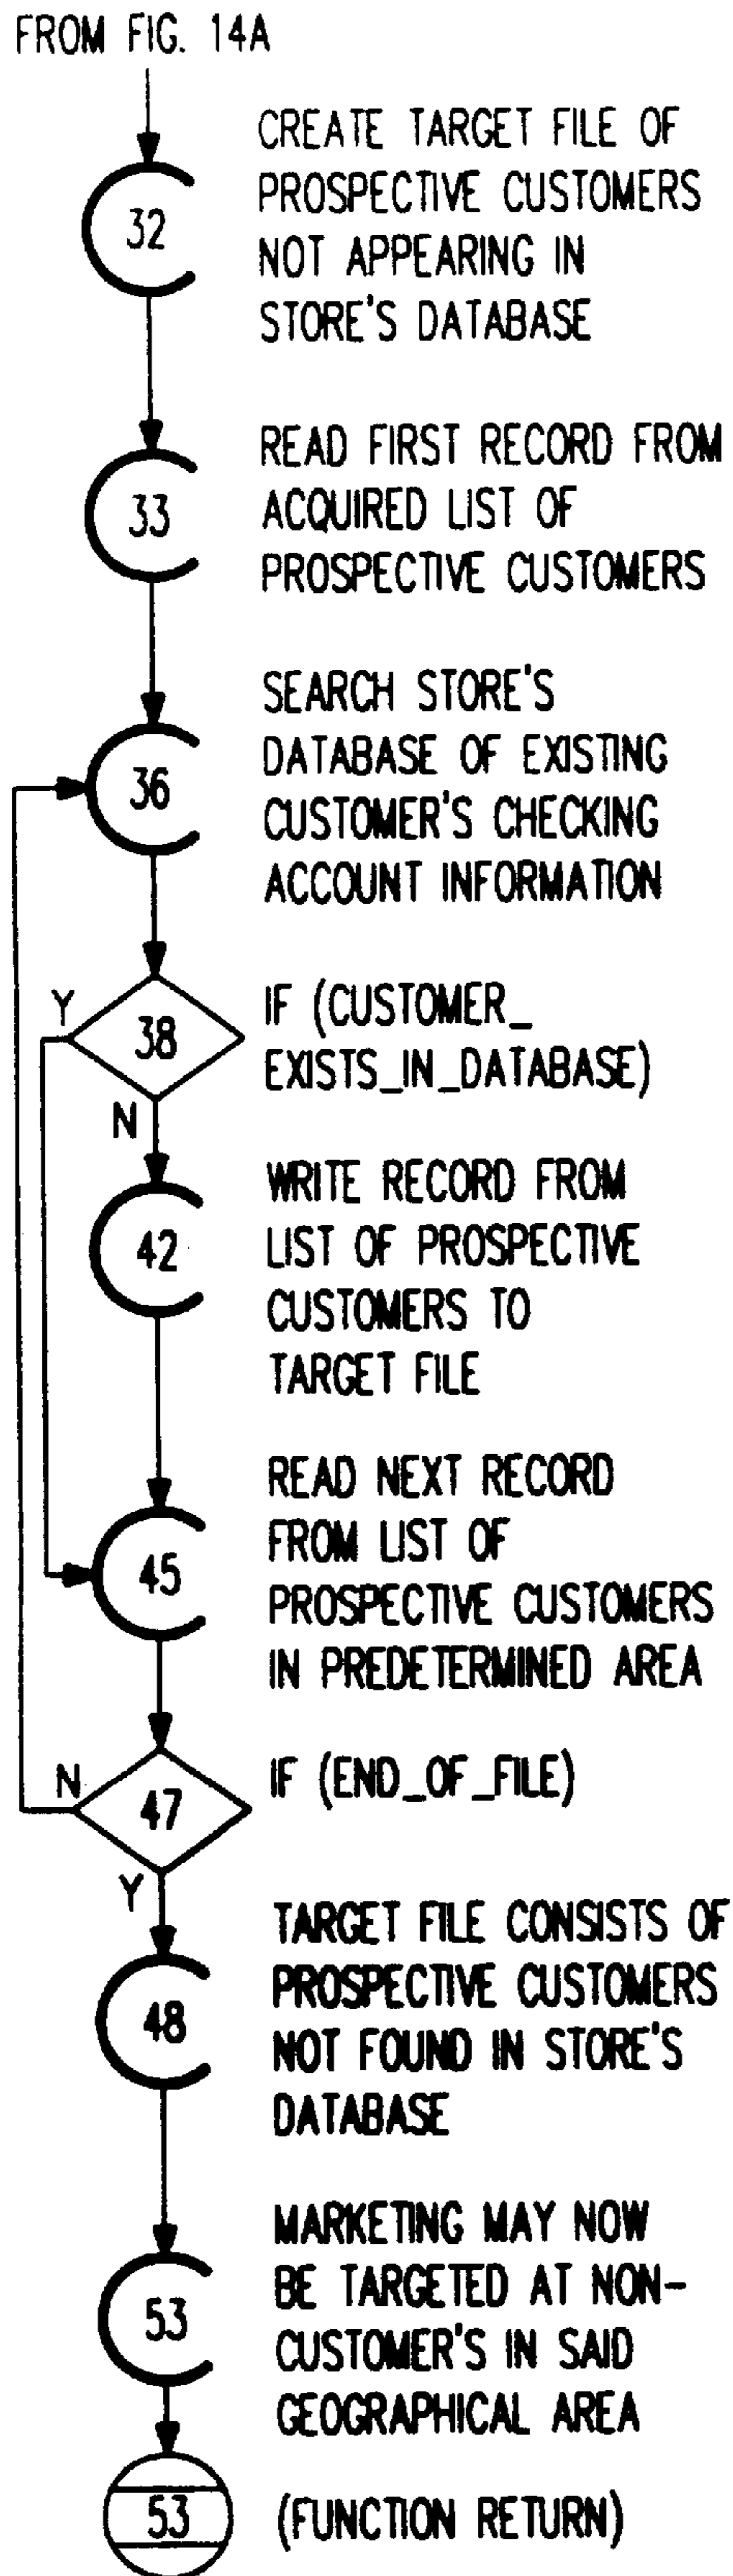 FROM FIG. 14A
32
CREATE TARGET FILE OF
PROSPECTIVE CUSTOMERS
NOT APPEARING IN
STORE'S DATABASE
33
READ FIRST RECORD FROM
ACQUIRED LIST OF
PROSPECTIVE CUSTOMERS
36
SEARCH STORE'S
DATABASE OF EXISTING
CUSTOMER'S CHECKING
ACCOUNT INFORMATION
Y
38
N
IF (CUSTOMER_
EXISTS_IN_DATABASE)
42
WRITE RECORD FROM
LIST OF PROSPECTIVE
CUSTOMERS TO
TARGET FILE
45
READ NEXT RECORD
FROM LIST OF
PROSPECTIVE CUSTOMERS
IN PREDETERMINED AREA
N
47
Y
IF (END_OF_FILE)
48
TARGET FILE CONSISTS OF
PROSPECTIVE CUSTOMERS
NOT FOUND IN STORE'S
DATABASE
53
MARKETING MAY NOW
BE TARGETED AT NON-
CUSTOMER'S IN SAID
GEOGRAPHICAL AREA
53
(FUNCTION RETURN)